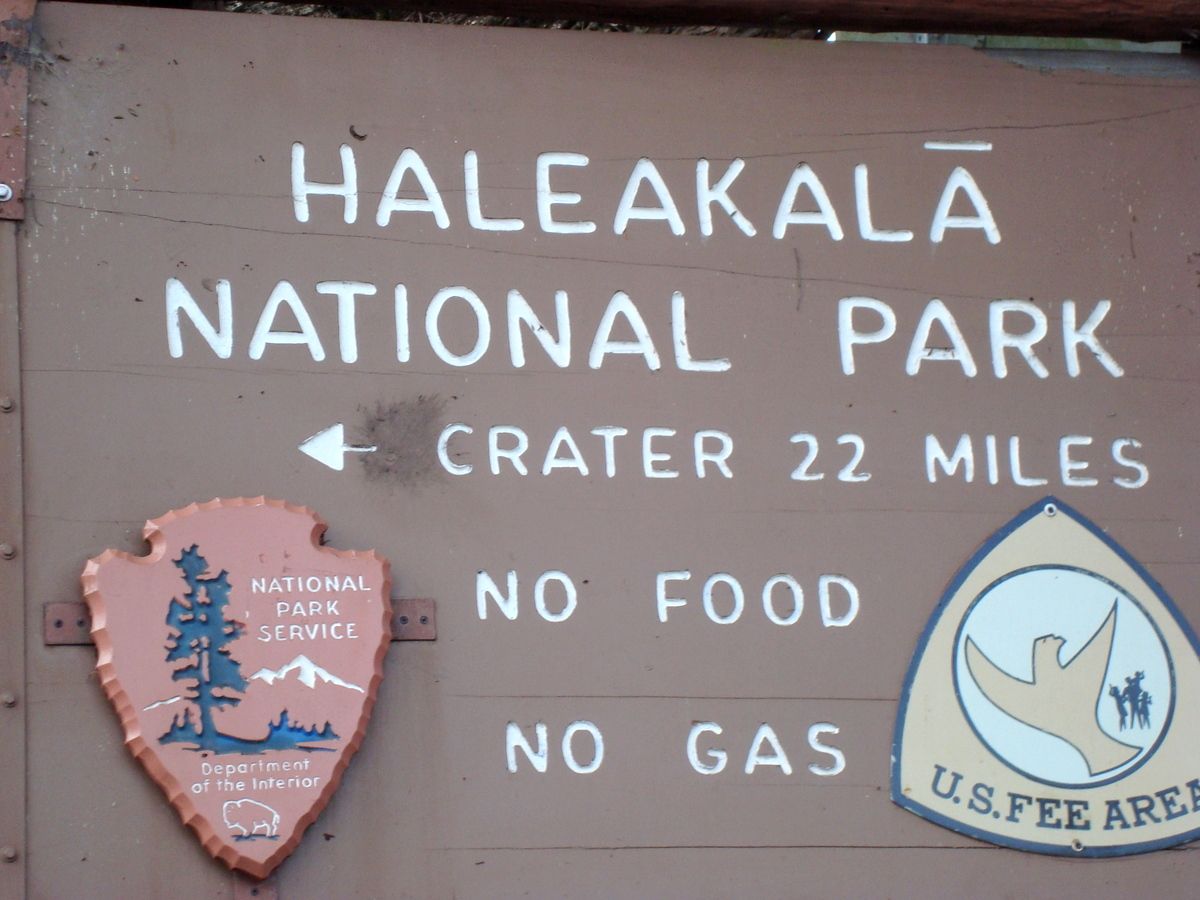 HALEAKALĀ
NATIONAL PARK
CRATER 22 MILES
NO FOOD
NO GAS
NATIONAL
PARK
SERVICE
Department
of the Interior
U.S. FEE AREA